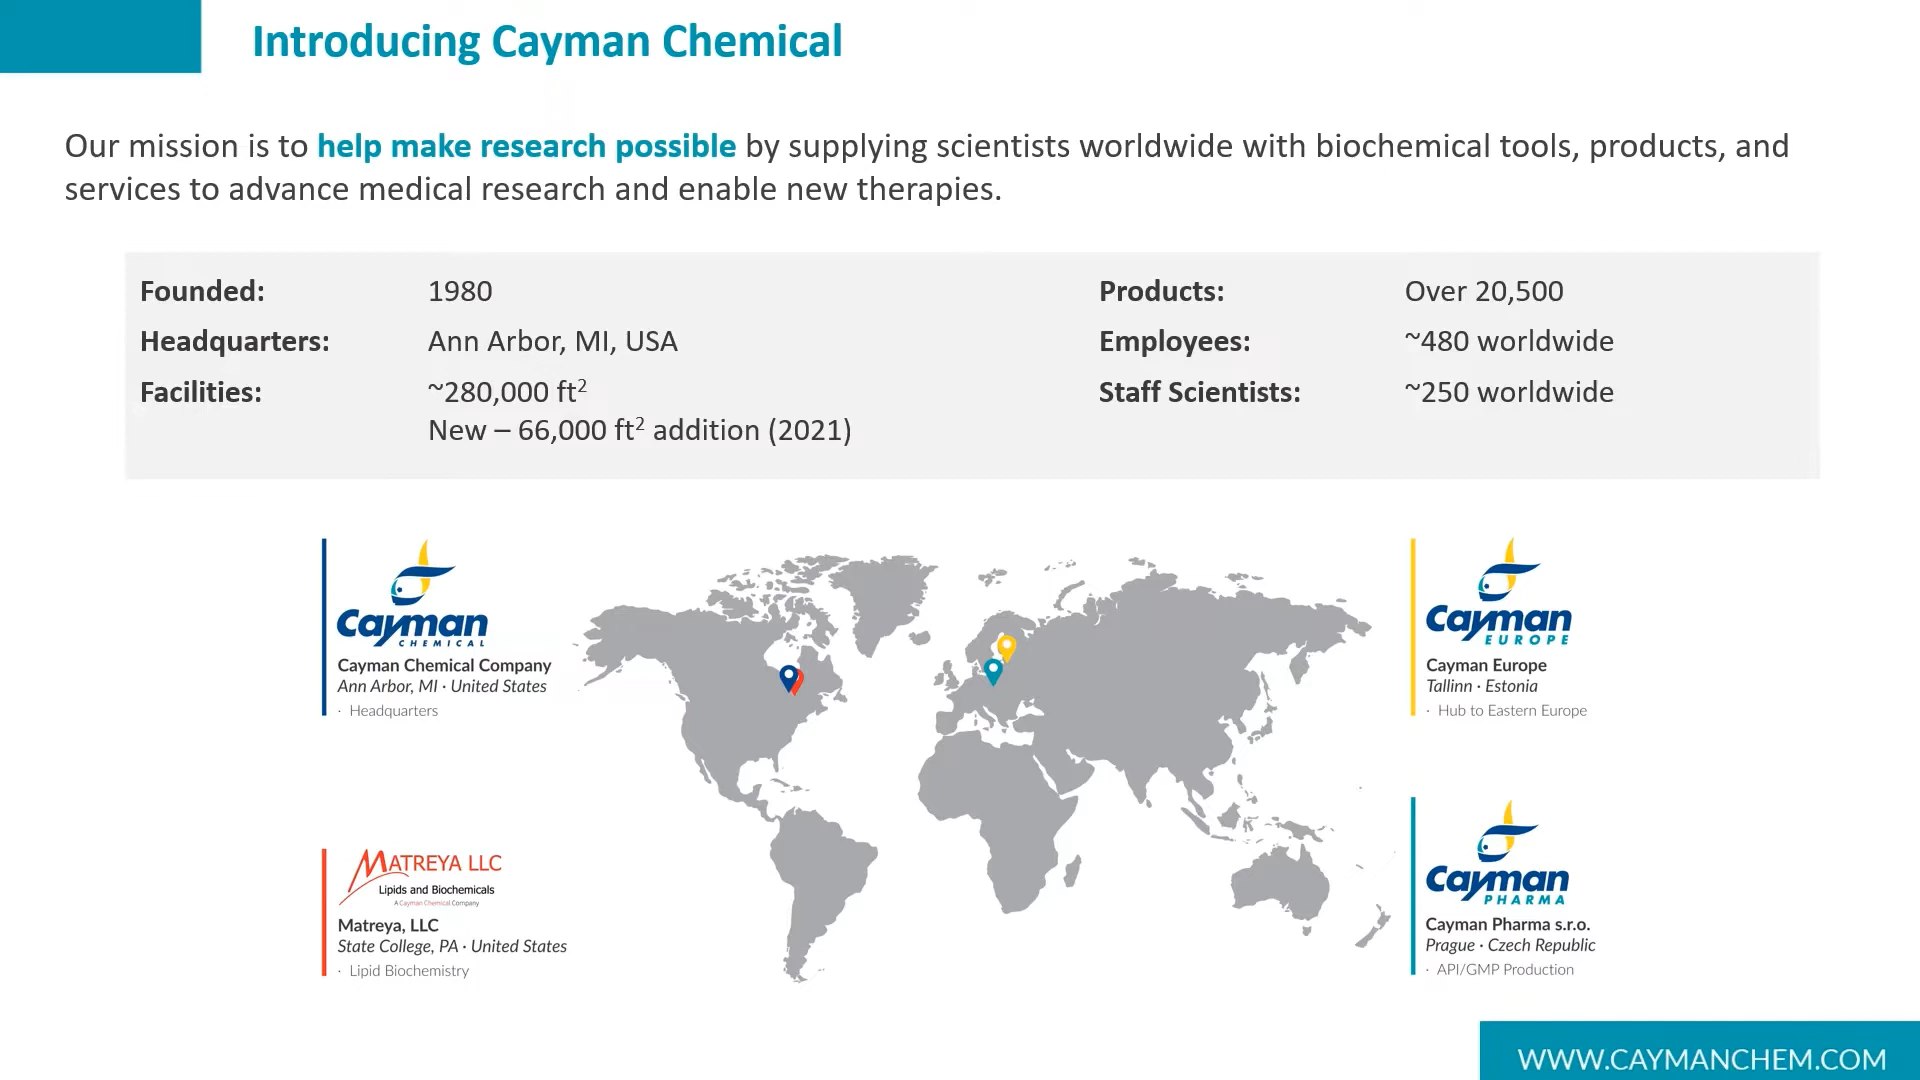 Introducing Cayman Chemical
Our mission is to help make research possible by supplying scientists worldwide with biochemical tools, products, and
services to advance medical research and enable new therapies.
Founded: 1980
Headquarters: Ann Arbor, MI, USA
Facilities: ~280,000 ft²
New – 66,000 ft² addition (2021)
Products: Over 20,500
Employees: ~480 worldwide
Staff Scientists: ~250 worldwide
Cayman
CHEMICAL
Cayman Chemical Company
Ann Arbor, MI · United States
· Headquarters
MATREYA LLC
Lipids and Biochemicals
A Cayman Chemical Company
Matreya, LLC
State College, PA · United States
· Lipid Biochemistry
Cayman
EUROPE
Cayman Europe
Tallinn · Estonia
· Hub to Eastern Europe
Cayman
PHARMA
Cayman Pharma s.r.o.
Prague · Czech Republic
· API/GMP Production
WWW.CAYMANCHEM.COM